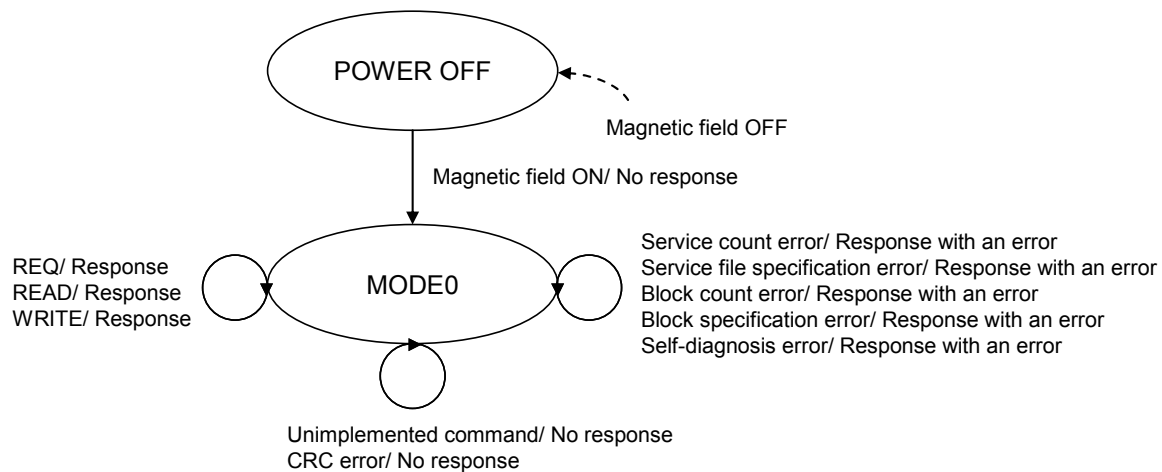 POWER OFF
Magnetic field OFF
Magnetic field ON/ No response
REQ/ Response
READ/ Response
WRITE/ Response
MODE0
Service count error/ Response with an error
Service file specification error/ Response with an error
Block count error/ Response with an error
Block specification error/ Response with an error
Self-diagnosis error/ Response with an error
Unimplemented command/ No response
CRC error/ No response